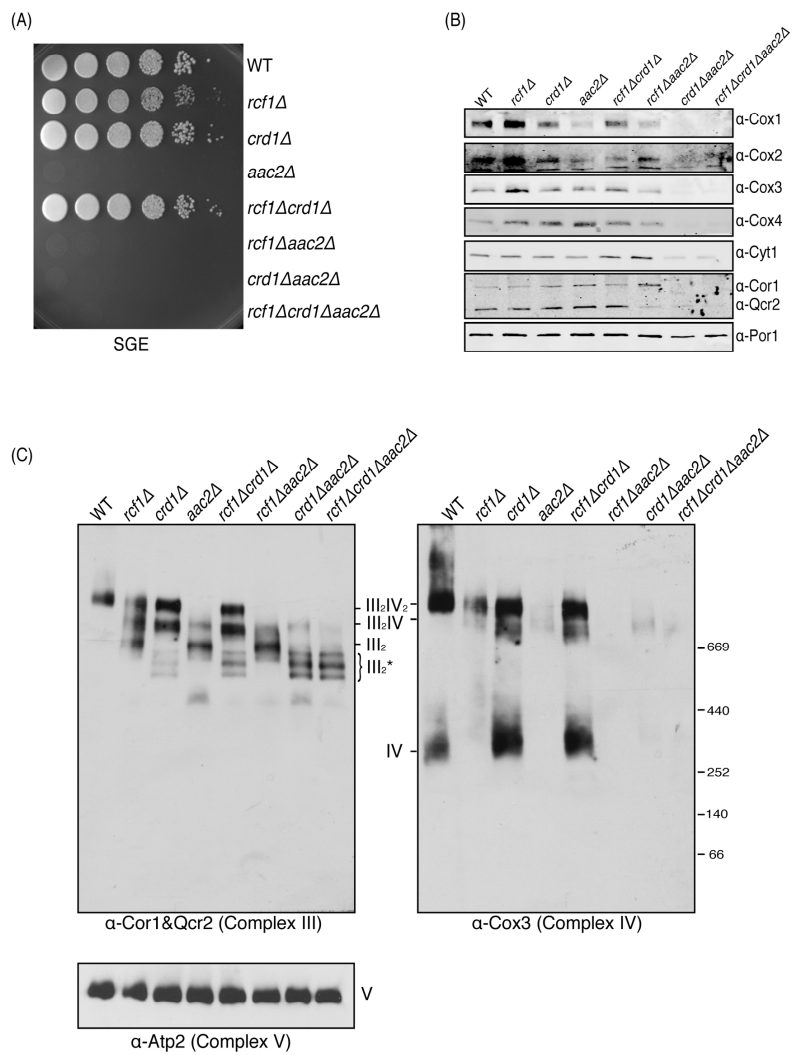 (A)
WT
rcf1Δ
crd1Δ
aac2Δ
rcf1Δcrd1Δ
rcf1Δaac2Δ
crd1Δaac2Δ
rcf1Δcrd1Δaac2Δ
SGE
(B)
WT
rcf1Δ
crd1Δ
aac2Δ
rcf1Δcrd1Δ
rcf1Δaac2Δ
crd1Δaac2Δ
rcf1Δcrd1Δaac2Δ
α-Cox1
α-Cox2
α-Cox3
α-Cox4
α-Cyt1
α-Cor1
α-Qcr2
α-Por1
(C)
WT
rcf1Δ
crd1Δ
aac2Δ
rcf1Δcrd1Δ
rcf1Δaac2Δ
crd1Δaac2Δ
rcf1Δcrd1Δaac2Δ
III₂IV₂
III₂IV
III₂
III₂*
IV
α-Cor1&Qcr2 (Complex III)
WT
rcf1Δ
crd1Δ
aac2Δ
rcf1Δcrd1Δ
rcf1Δaac2Δ
crd1Δaac2Δ
rcf1Δcrd1Δaac2Δ
669
440
252
140
66
α-Cox3 (Complex IV)
V
α-Atp2 (Complex V)